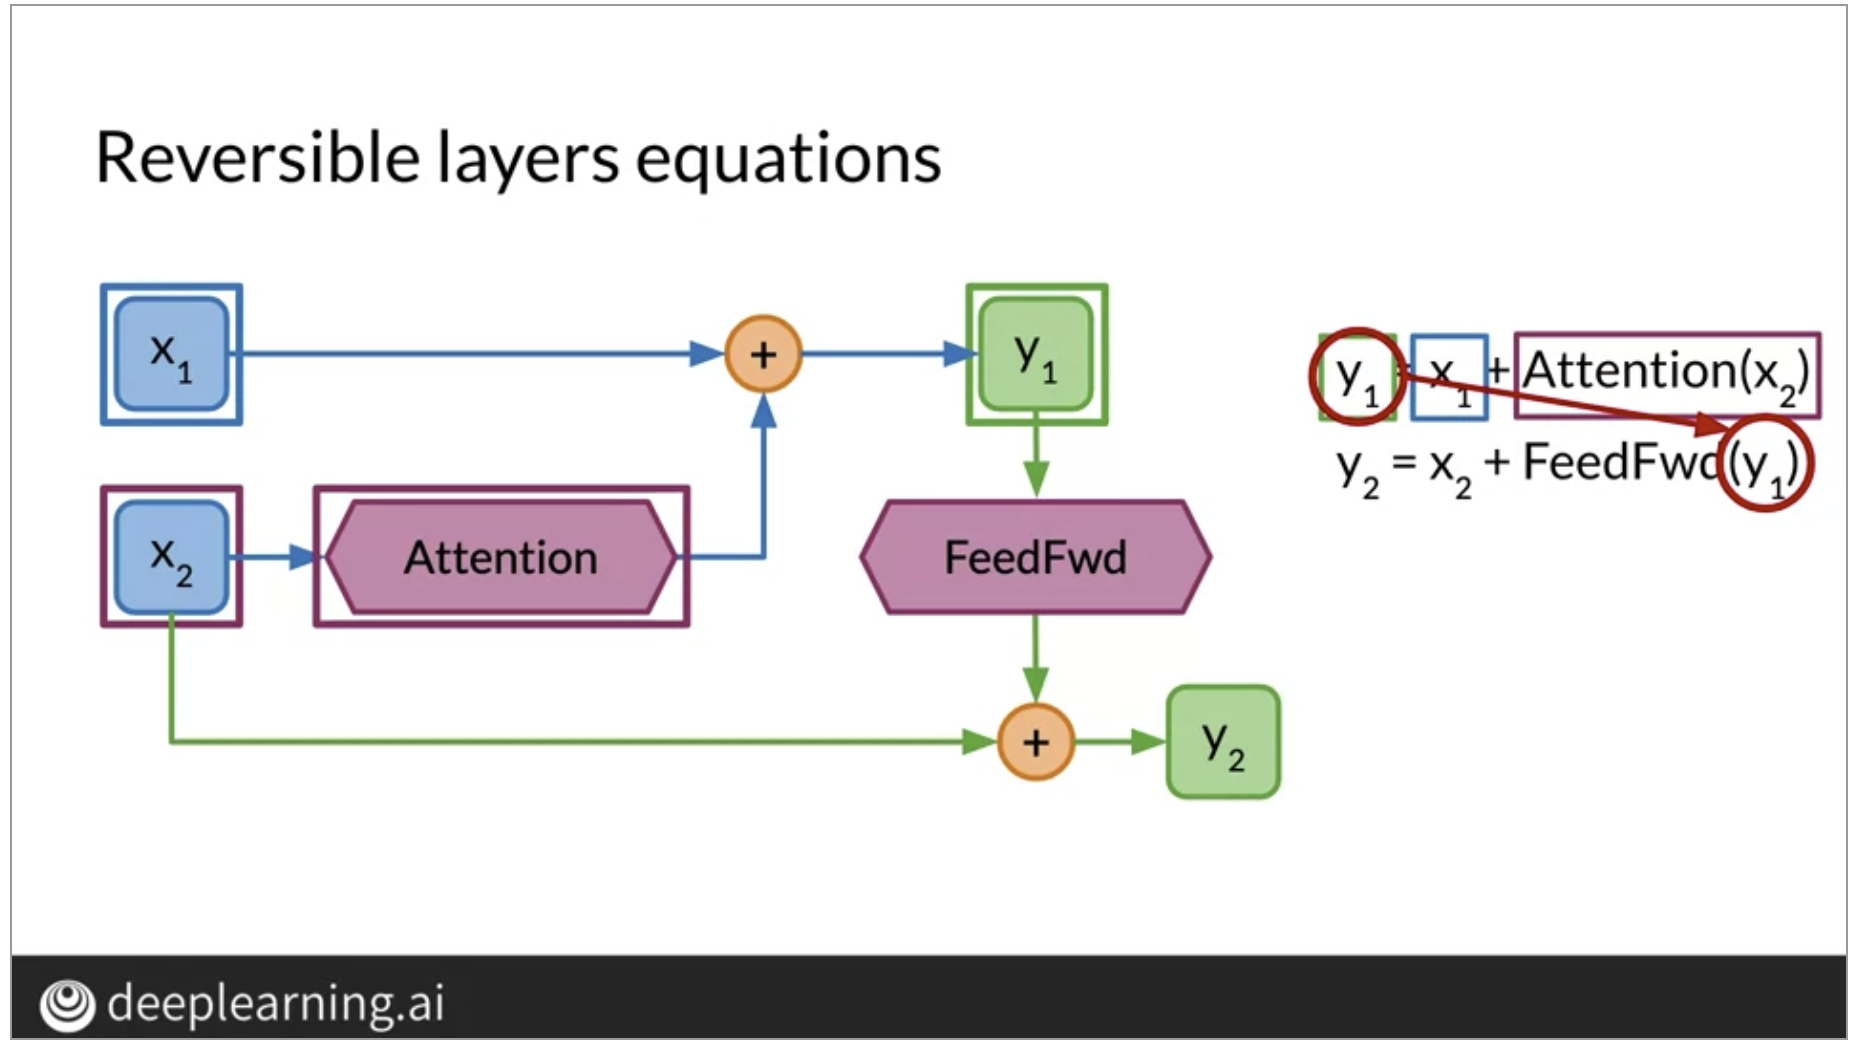 Reversible layers equations
x₁
+
y₁
y₁ = x₁ + Attention(x₂)
y₂ = x₂ + FeedFwd(y₁)
x₂
Attention
FeedFwd
+
y₂
deeplearning.ai